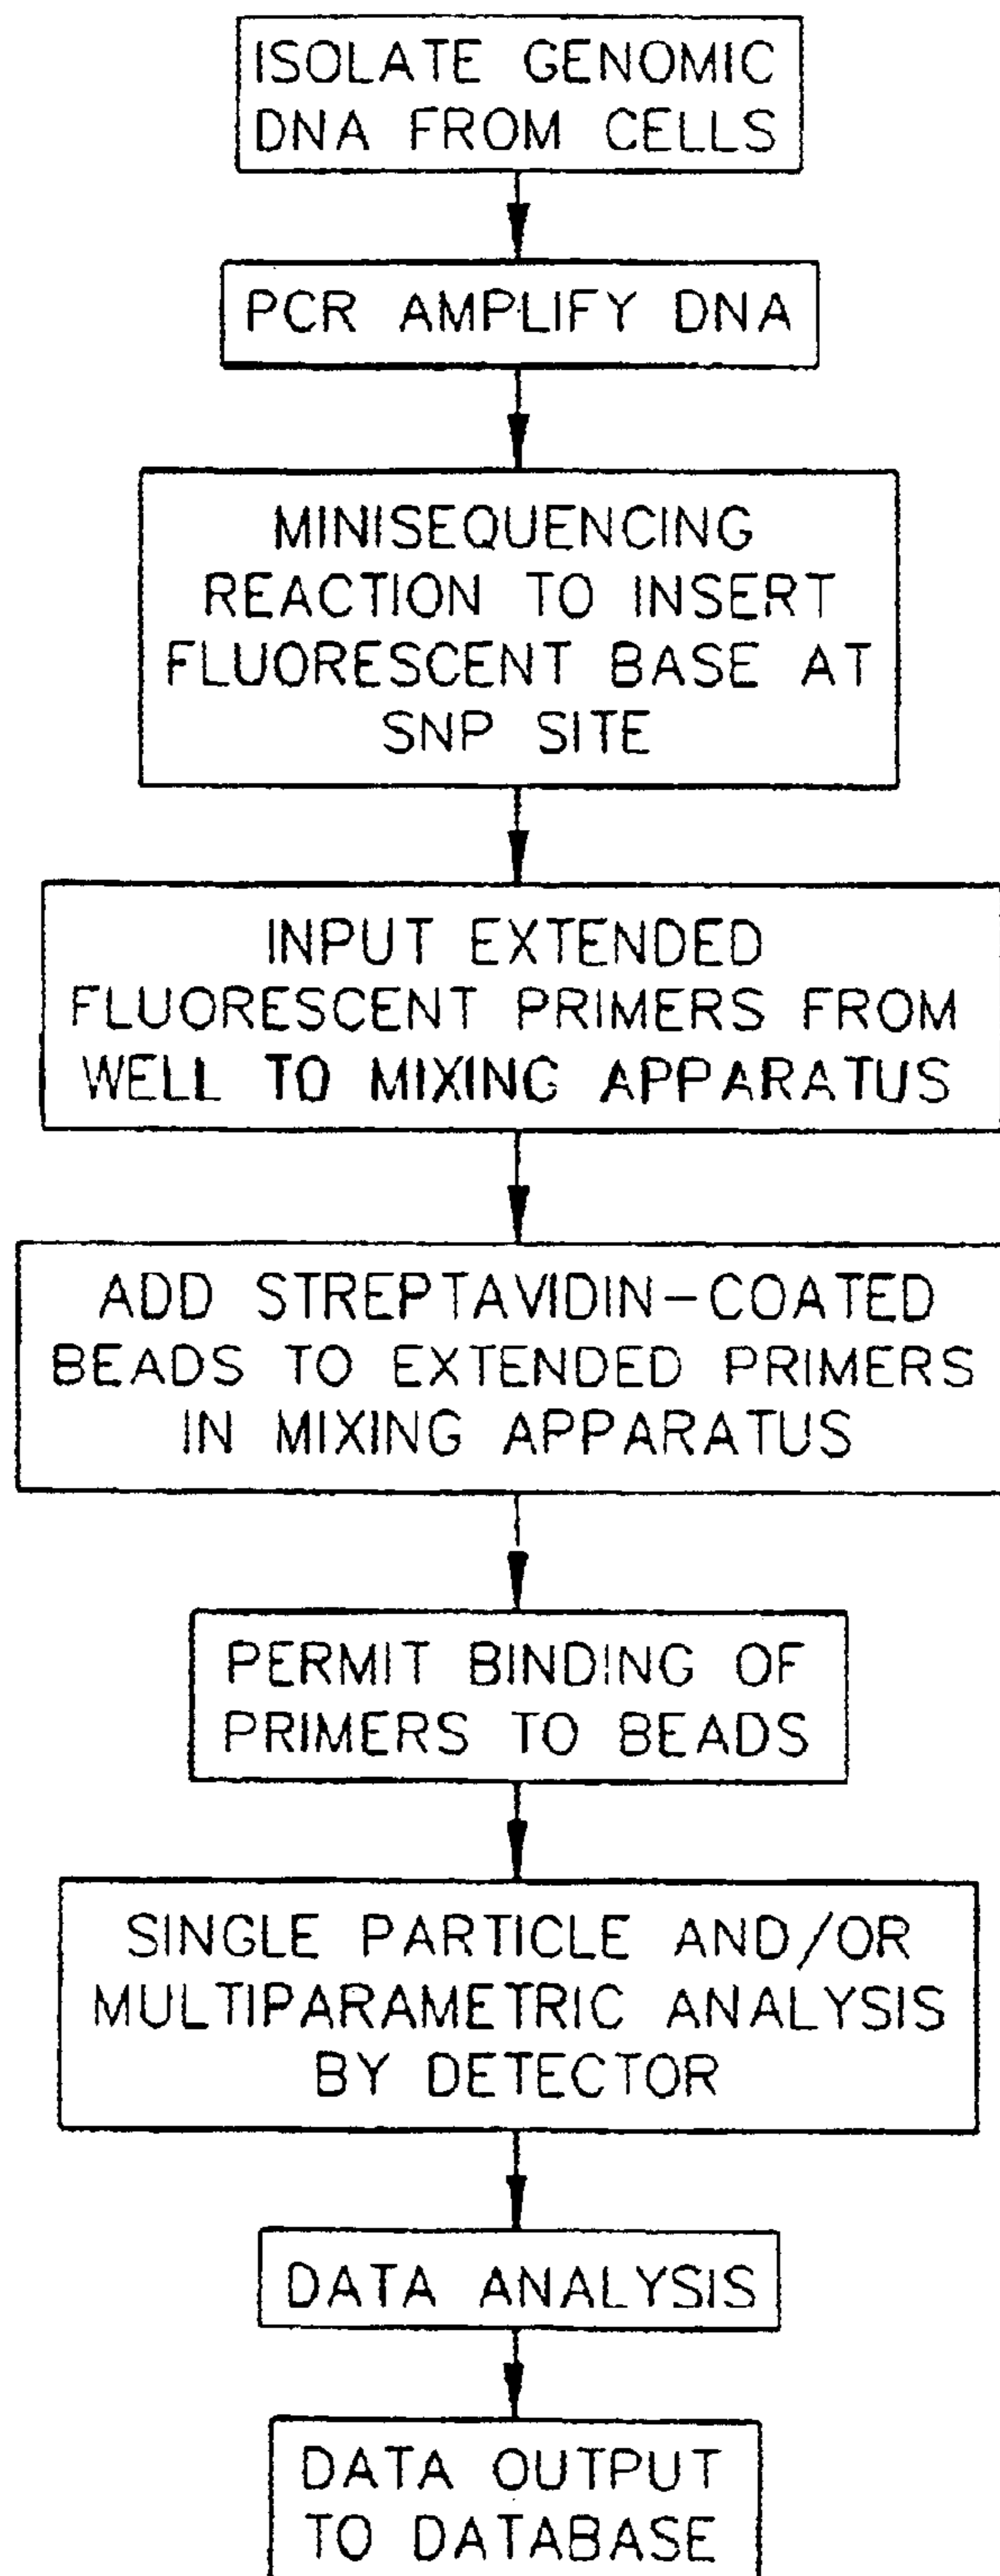 ISOLATE GENOMIC
DNA FROM CELLS
PCR AMPLIFY DNA
MINISEQUENCING
REACTION TO INSERT
FLUORESCENT BASE AT
SNP SITE
INPUT EXTENDED
FLUORESCENT PRIMERS FROM
WELL TO MIXING APPARATUS
ADD STREPTAVIDIN-COATED
BEADS TO EXTENDED PRIMERS
IN MIXING APPARATUS
PERMIT BINDING OF
PRIMERS TO BEADS
SINGLE PARTICLE AND/OR
MULTIPARAMETRIC ANALYSIS
BY DETECTOR
DATA ANALYSIS
DATA OUTPUT
TO DATABASE